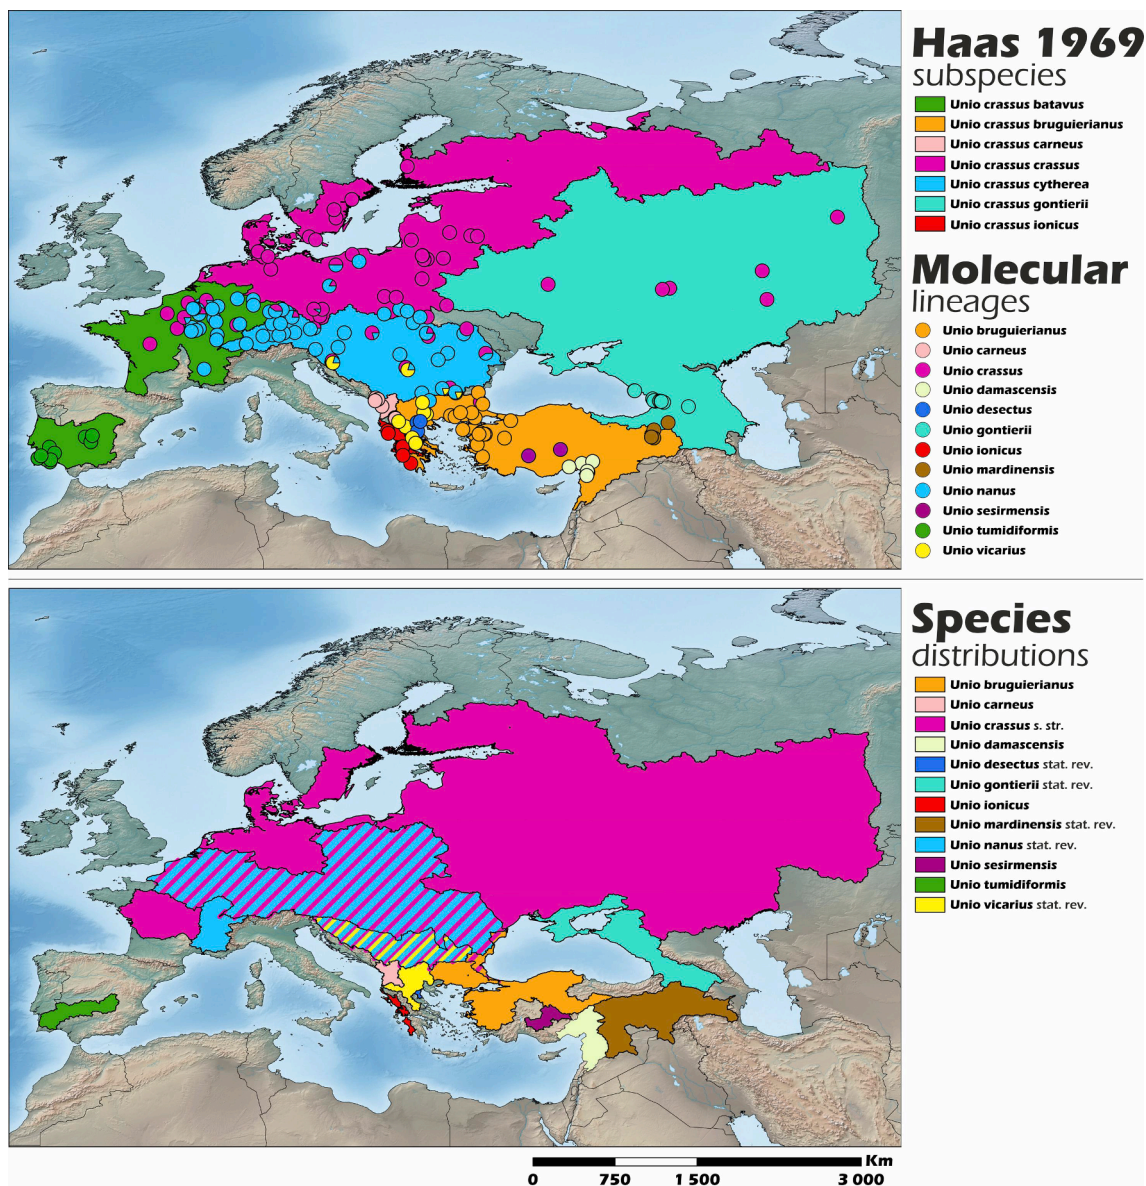 Haas 1969
subspecies
Unio crassus batavus
Unio crassus bruguierianus
Unio crassus carneus
Unio crassus crassus
Unio crassus cytherea
Unio crassus gontierii
Unio crassus ionicus
Molecular
lineages
Unio bruguierianus
Unio carneus
Unio crassus
Unio damascensis
Unio desectus
Unio gontierii
Unio ionicus
Unio mardinensis
Unio nanus
Unio sesirmensis
Unio tumidiformis
Unio vicarius
Species
distributions
Unio bruguierianus
Unio carneus
Unio crassus s. str.
Unio damascensis
Unio desectus stat. rev.
Unio gontierii stat. rev.
Unio ionicus
Unio mardinensis stat. rev.
Unio nanus stat. rev.
Unio sesirmensis
Unio tumidiformis
Unio vicarius stat. rev.
Km
0 750 1 500 3 000